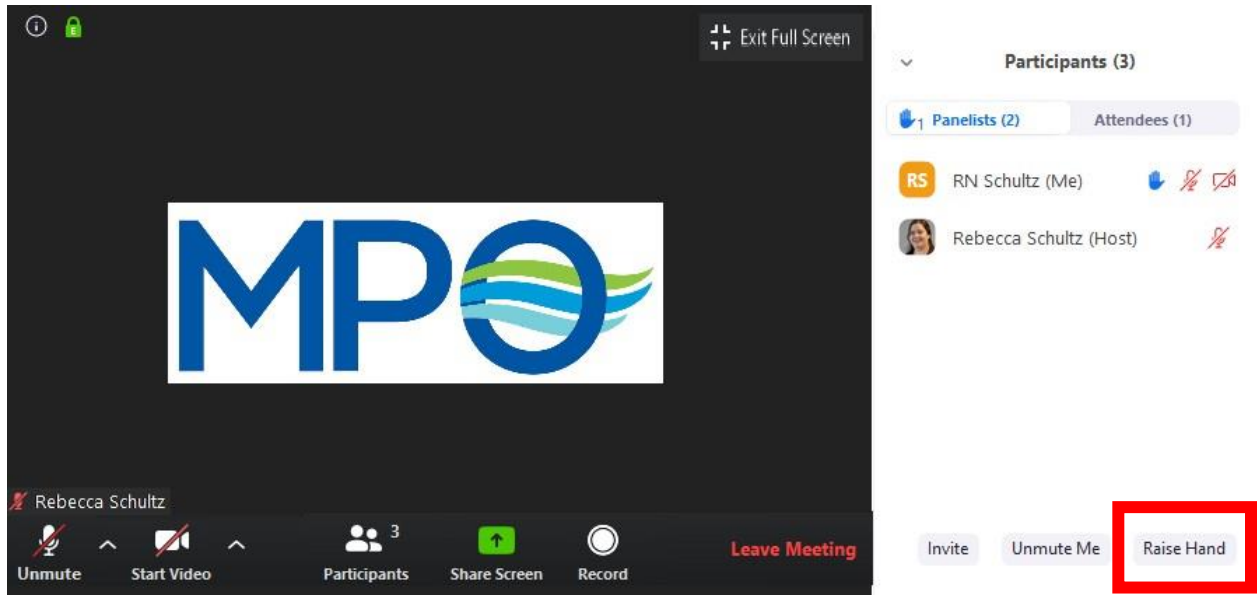 Exit Full Screen
MPO
Rebecca Schultz
Unmute
Start Video
Participants 3
Share Screen
Record
Leave Meeting
Participants (3)
1 Panelists (2) Attendees (1)
RS RN Schultz (Me)
Rebecca Schultz (Host)
Invite Unmute Me Raise Hand